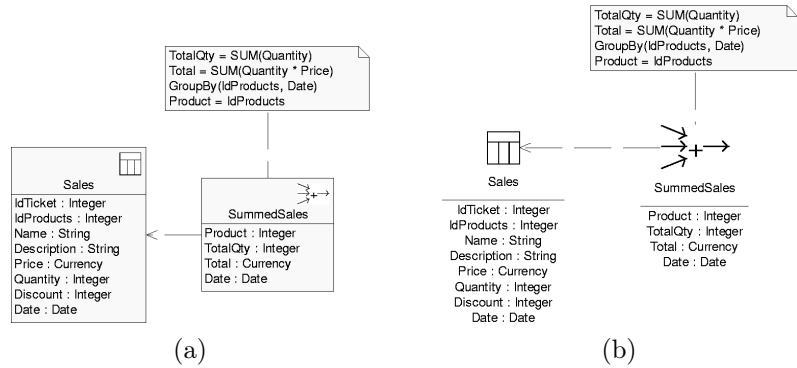 TotalQty = SUM(Quantity)
Total = SUM(Quantity * Price)
GroupBy(IdProducts, Date)
Product = IdProducts
Sales
IdTicket : Integer
IdProducts : Integer
Name : String
Description : String
Price : Currency
Quantity : Integer
Discount : Integer
Date : Date
+
SummedSales
Product : Integer
TotalQty : Integer
Total : Currency
Date : Date
(a)
TotalQty = SUM(Quantity)
Total = SUM(Quantity * Price)
GroupBy(IdProducts, Date)
Product = IdProducts
Sales
IdTicket : Integer
IdProducts : Integer
Name : String
Description : String
Price : Currency
Quantity : Integer
Discount : Integer
Date : Date
+
SummedSales
Product : Integer
TotalQty : Integer
Total : Currency
Date : Date
(b)